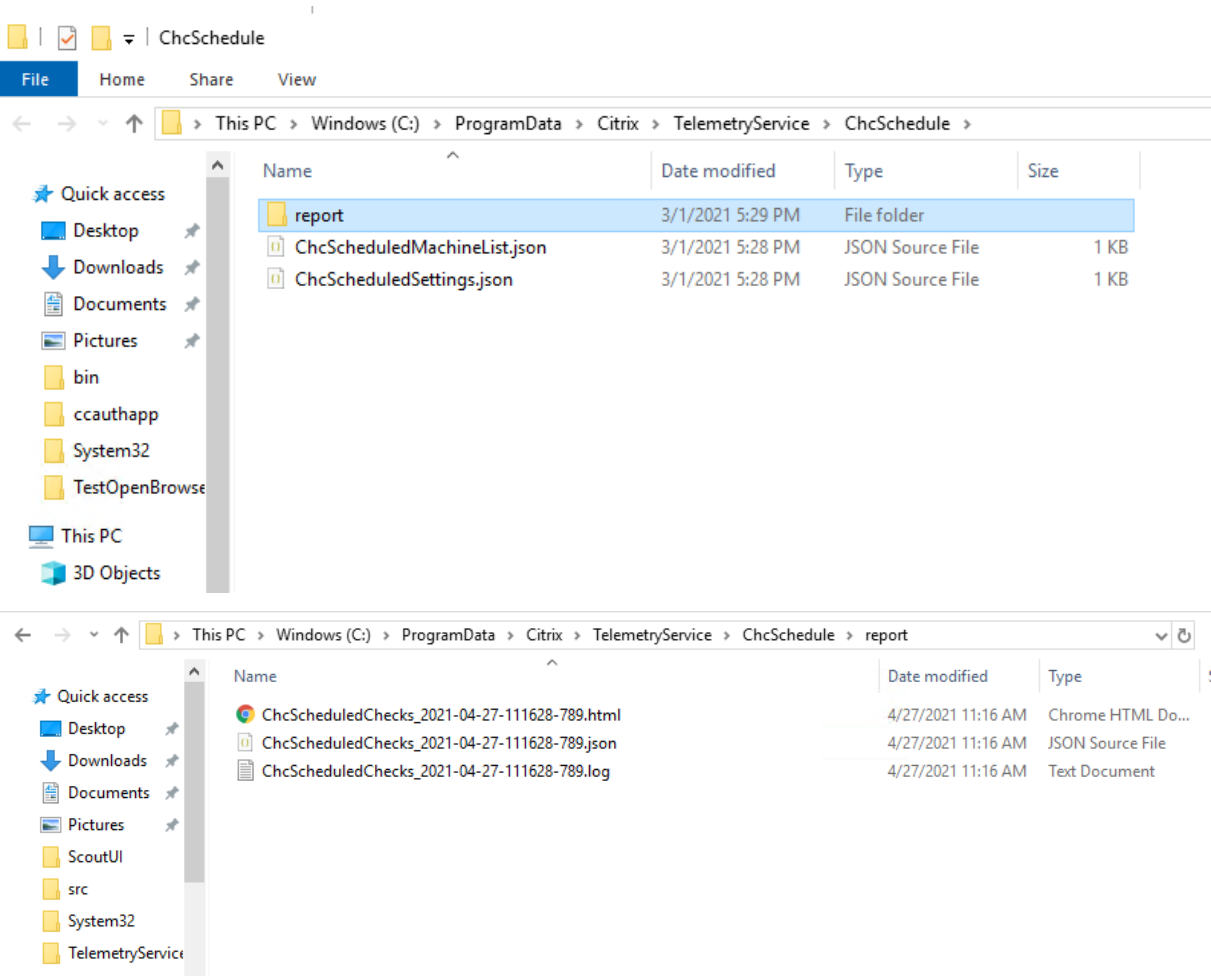 ChcSchedule
File Home Share View
This PC > Windows (C:) > ProgramData > Citrix > TelemetryService > ChcSchedule >
Name Date modified Type Size
Quick access
Desktop
Downloads
Documents
Pictures
bin
ccauthapp
System32
TestOpenBrowse
This PC
3D Objects
report 3/1/2021 5:29 PM File folder
ChcScheduledMachineList.json 3/1/2021 5:28 PM JSON Source File 1 KB
ChcScheduledSettings.json 3/1/2021 5:28 PM JSON Source File 1 KB
This PC > Windows (C:) > ProgramData > Citrix > TelemetryService > ChcSchedule > report
Name Date modified Type
Quick access
Desktop
Downloads
Documents
Pictures
ScoutUI
src
System32
TelemetryService
ChcScheduledChecks_2021-04-27-111628-789.html 4/27/2021 11:16 AM Chrome HTML Do...
ChcScheduledChecks_2021-04-27-111628-789.json 4/27/2021 11:16 AM JSON Source File
ChcScheduledChecks_2021-04-27-111628-789.log 4/27/2021 11:16 AM Text Document